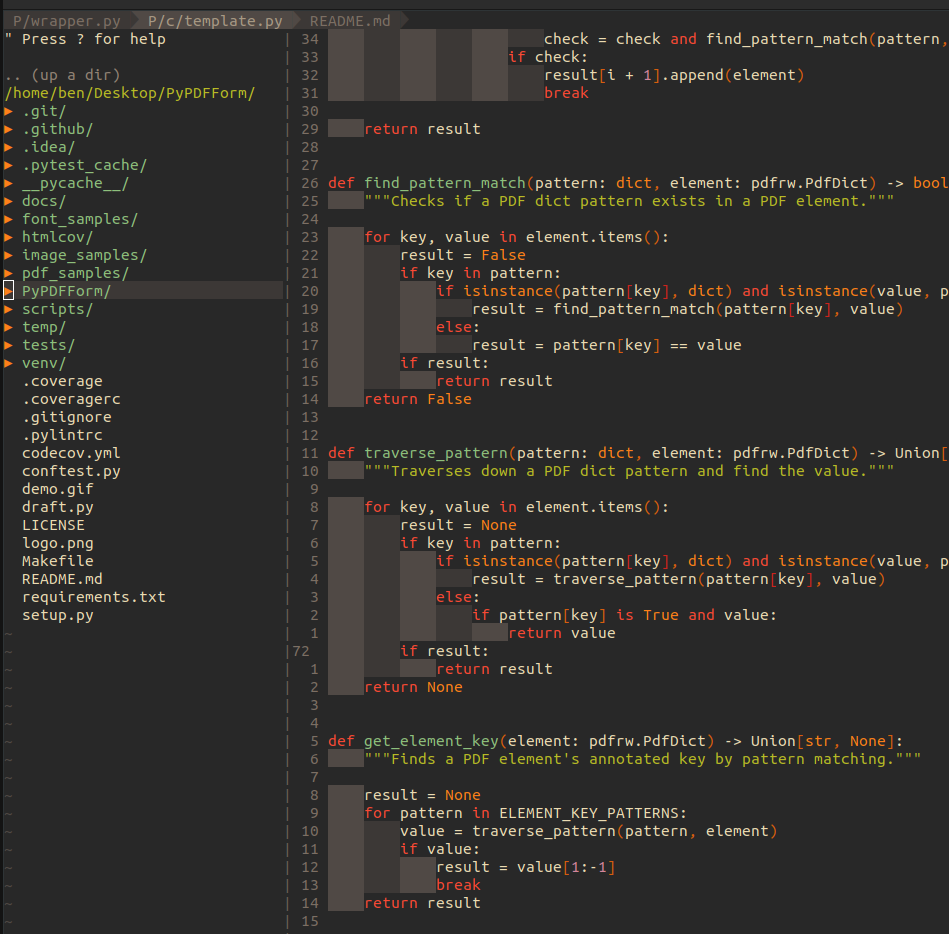 P/wrapper.py P/c/template.py README.md
" Press ? for help
.. (up a dir)
/home/ben/Desktop/PyPDFForm/
▸ .git/
▸ .github/
▸ .idea/
▸ .pytest_cache/
▸ __pycache__/
▸ docs/
▸ font_samples/
▸ htmlcov/
▸ image_samples/
▸ pdf_samples/
▸ PyPDFForm/
▸ scripts/
▸ temp/
▸ tests/
▸ venv/
.coverage
.coveragerc
.gitignore
.pylintrc
codecov.yml
conftest.py
demo.gif
draft.py
LICENSE
logo.png
Makefile
README.md
requirements.txt
setup.py
34 check = check and find_pattern_match(pattern,
33 if check:
32 result[i + 1].append(element)
31 break
30
29 return result
28
27
26 def find_pattern_match(pattern: dict, element: pdfrw.PdfDict) -> bool
25 """Checks if a PDF dict pattern exists in a PDF element."""
24
23 for key, value in element.items():
22 result = False
21 if key in pattern:
20 if isinstance(pattern[key], dict) and isinstance(value, p
19 result = find_pattern_match(pattern[key], value)
18 else:
17 result = pattern[key] == value
16 if result:
15 return result
14 return False
13
12
11 def traverse_pattern(pattern: dict, element: pdfrw.PdfDict) -> Union[
10 """Traverses down a PDF dict pattern and find the value."""
9
8 for key, value in element.items():
7 result = None
6 if key in pattern:
5 if isinstance(pattern[key], dict) and isinstance(value, p
4 result = traverse_pattern(pattern[key], value)
3 else:
2 if pattern[key] is True and value:
1 return value
72 if result:
1 return result
2 return None
3
4
5 def get_element_key(element: pdfrw.PdfDict) -> Union[str, None]:
6 """Finds a PDF element's annotated key by pattern matching."""
7
8 result = None
9 for pattern in ELEMENT_KEY_PATTERNS:
10 value = traverse_pattern(pattern, element)
11 if value:
12 result = value[1:-1]
13 break
14 return result
15